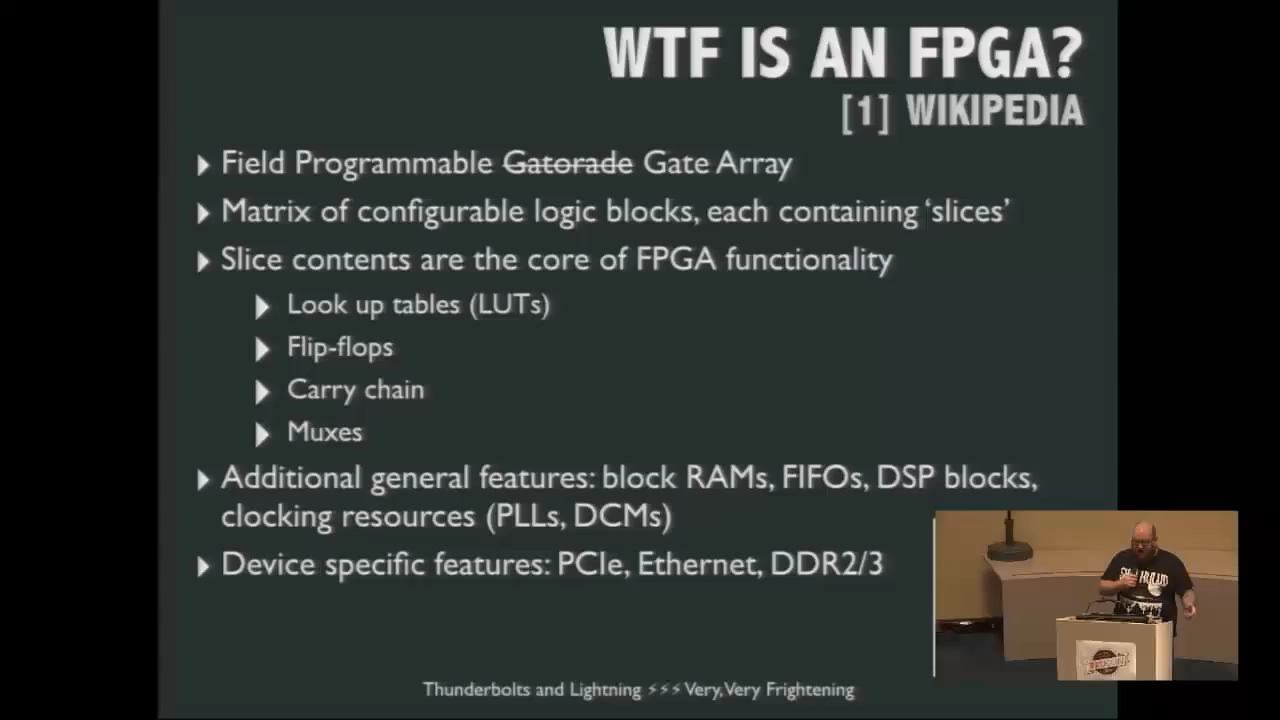 WTF IS AN FPGA?
[1] WIKIPEDIA
Field Programmable Gatorade Gate Array
Matrix of configurable logic blocks, each containing ‘slices’
Slice contents are the core of FPGA functionality
Look up tables (LUTs)
Flip-flops
Carry chain
Muxes
Additional general features: block RAMs, FIFOs, DSP blocks,
clocking resources (PLLs, DCMs)
Device specific features: PCIe, Ethernet, DDR2/3
Thunderbolts and Lightning ⚡⚡⚡ Very, Very Frightening